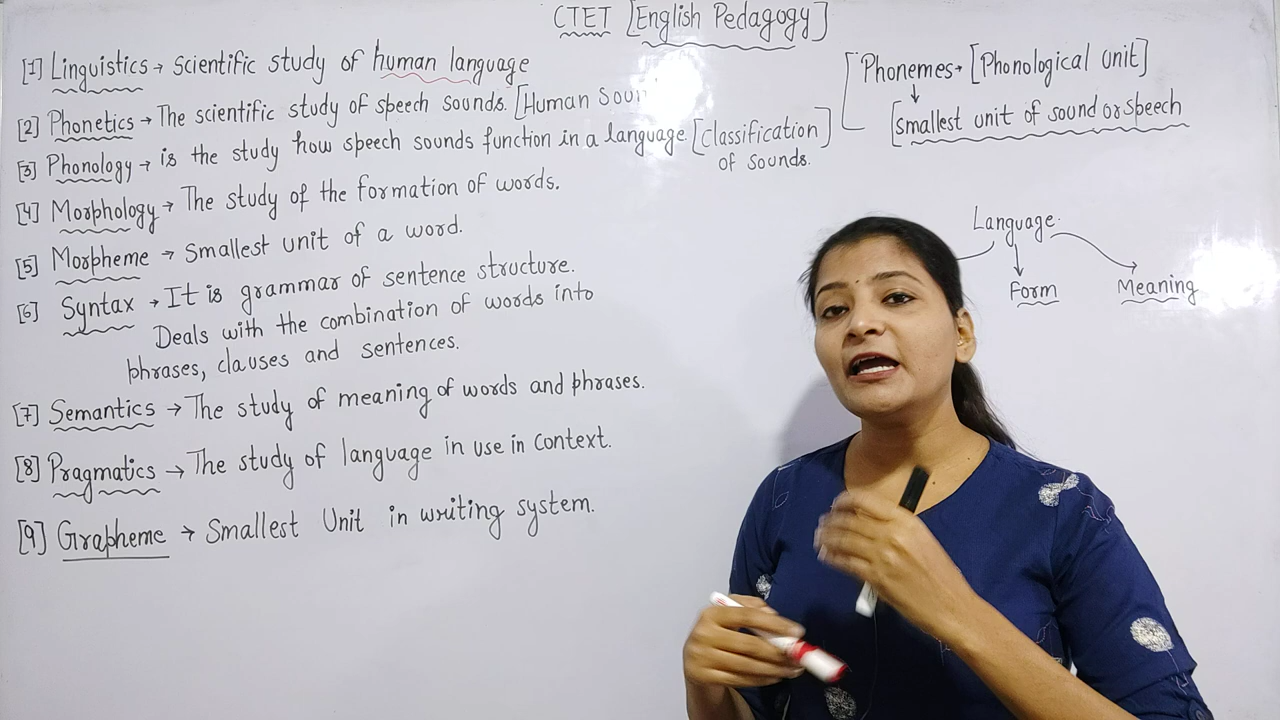 CTET [English Pedagogy]
[1] Linguistics → Scientific study of human language
[2] Phonetics → The scientific study of speech sounds. [Human
[3] Phonology → is the study how speech sounds function in a language [classification of sounds.]
[4] Morphology → The study of the formation of words.
[5] Morpheme → Smallest unit of a word.
[6] Syntax → It is grammar of sentence structure.
Deals with the combination of words into
phrases, clauses and sentences.
[7] Semantics → The study of meaning of words and phrases.
[8] Pragmatics → The study of language in use in context.
[9] Grapheme → Smallest Unit in writing system.
Phonemes → [Phonological Unit]
↓
[smallest unit of sound or speech
Language
Form
Meaning